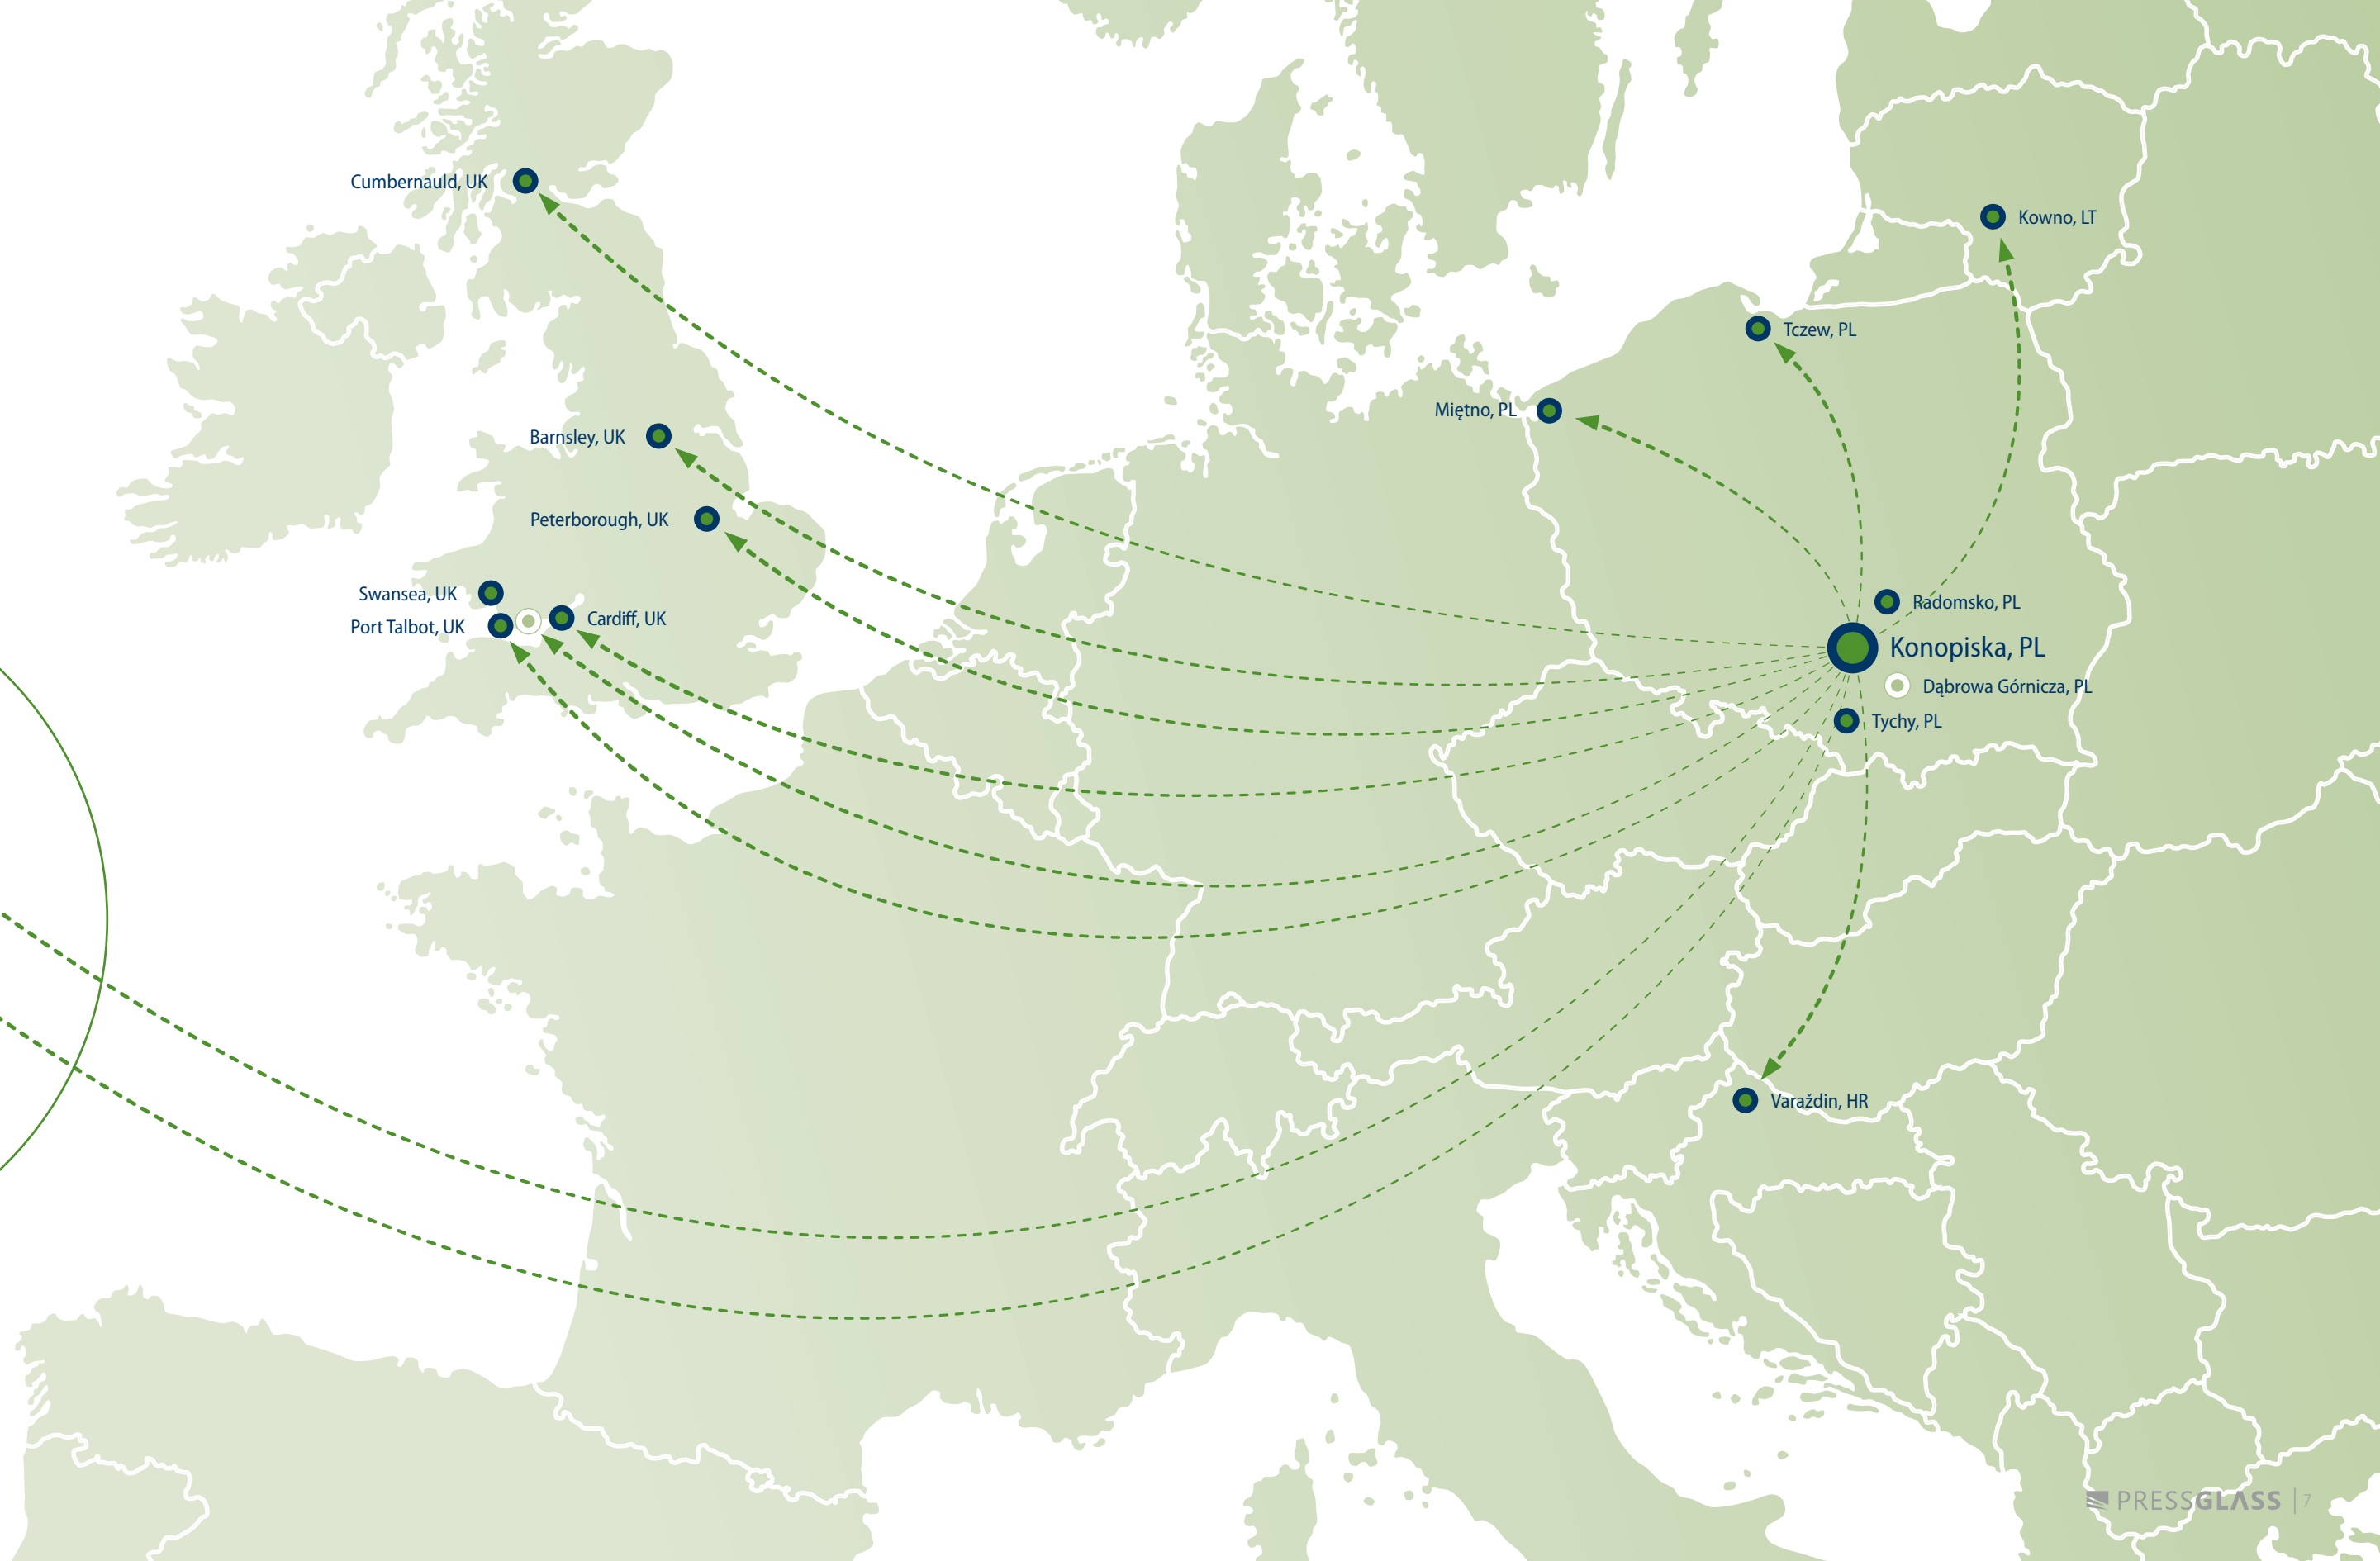 Cumbernauld, UK
Kowno, LT
Tczew, PL
Miętno, PL
Barnsley, UK
Peterborough, UK
Swansea, UK
Radomsko, PL
Cardiff, UK
Port Talbot, UK
Konopiska, PL
Dąbrowa Górnicza, PL
Tychy, PL
Varaždin, HR
PRESSGLASS | 7